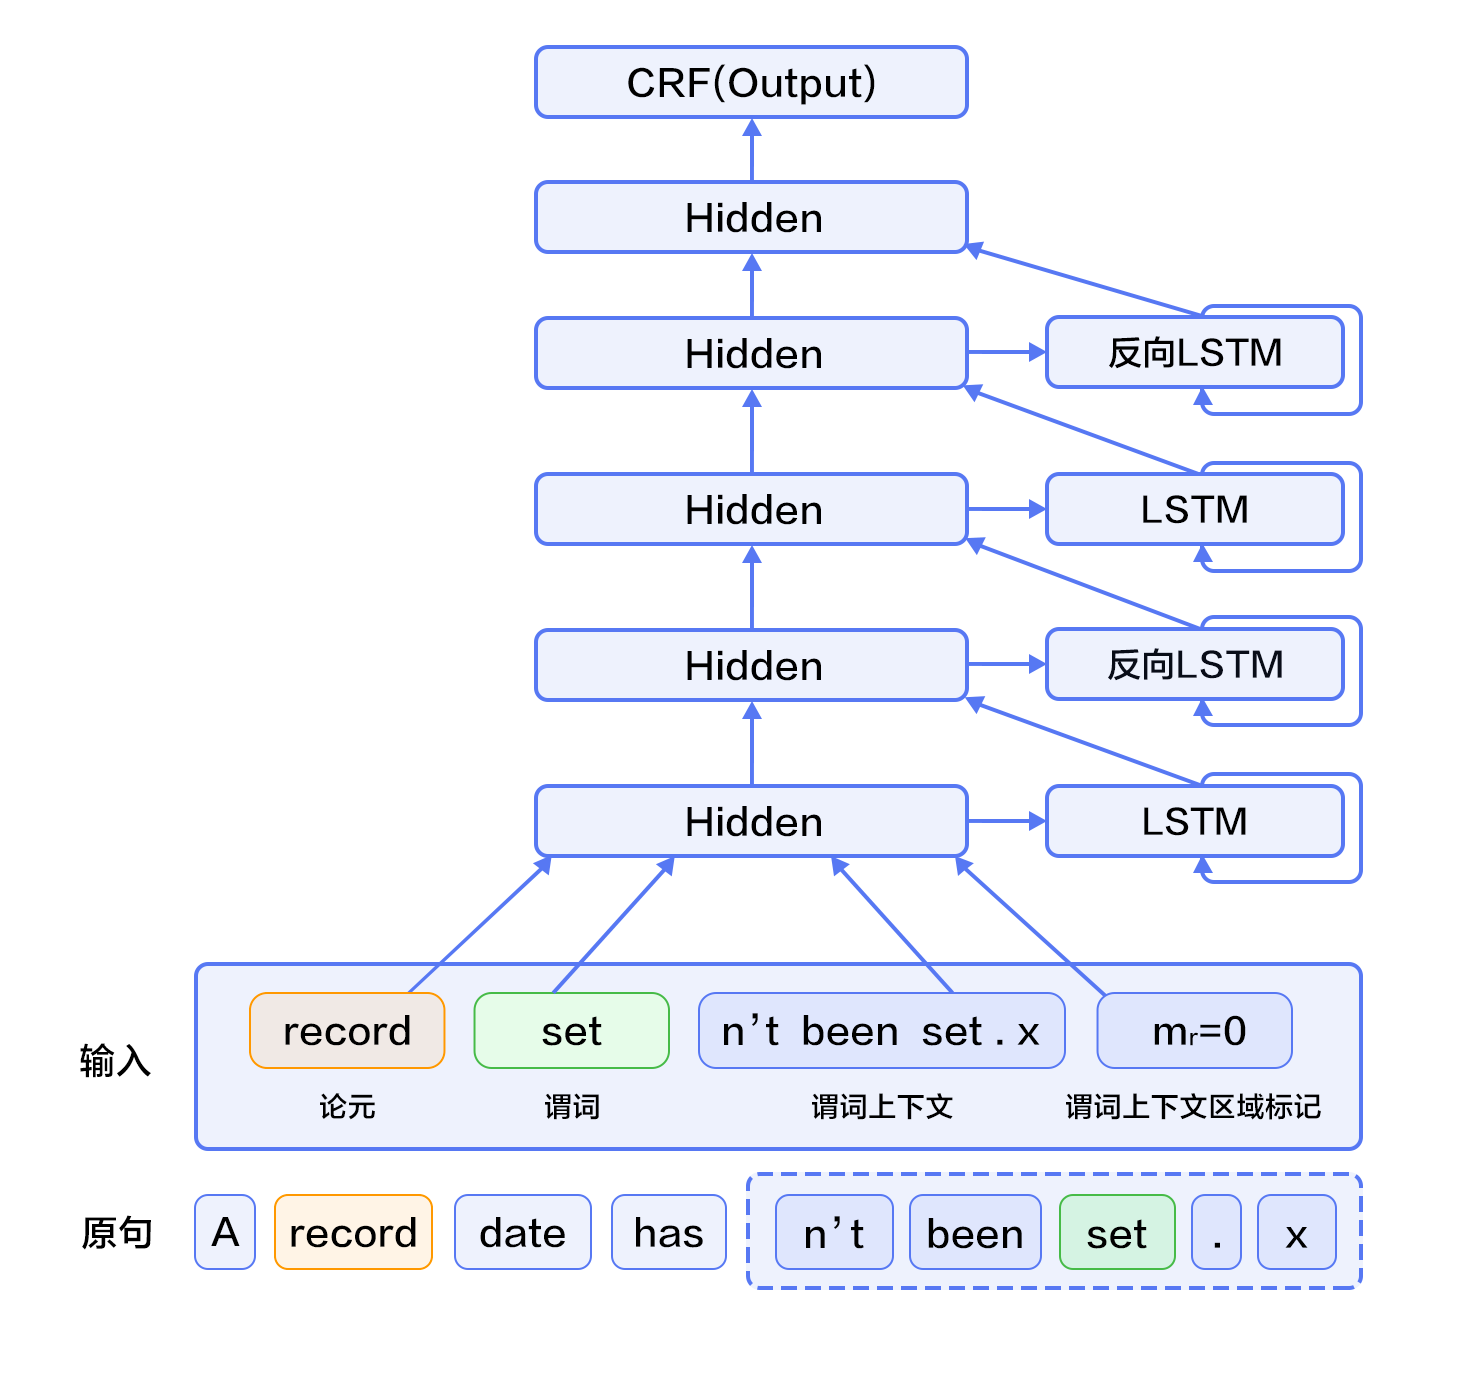 CRF(Output)
Hidden
Hidden
反向LSTM
Hidden
LSTM
Hidden
反向LSTM
Hidden
LSTM
输入
record
set
n't been set.x
mᵣ=0
论元
谓词
谓词上下文
谓词上下文区域标记
原句
A
record
date
has
n't
been
set
.
x